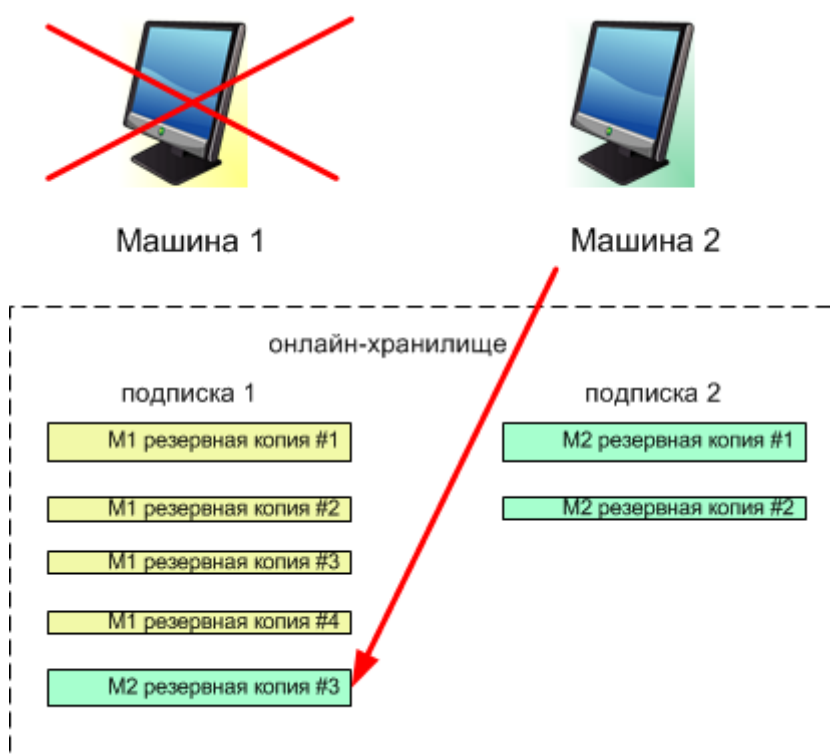 Машина 1
Машина 2
онлайн-хранилище
подписка 1
подписка 2
М1 резервная копия #1
М2 резервная копия #1
М1 резервная копия #2
М2 резервная копия #2
М1 резервная копия #3
М1 резервная копия #4
М2 резервная копия #3